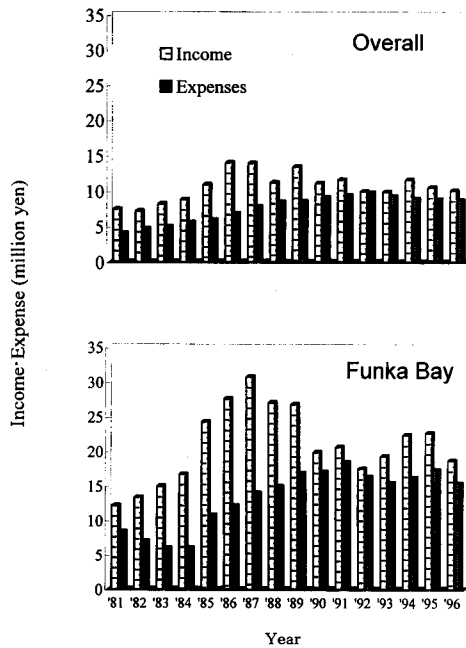 35
30
25
20
15
10
5
0
Overall
Income
Expenses
Income·Expense (million yen)
35
30
25
20
15
10
5
0
Funka Bay
'81 '82 '83 '84 '85 '86 '87 '88 '89 '90 '91 '92 '93 '94 '95 '96
Year